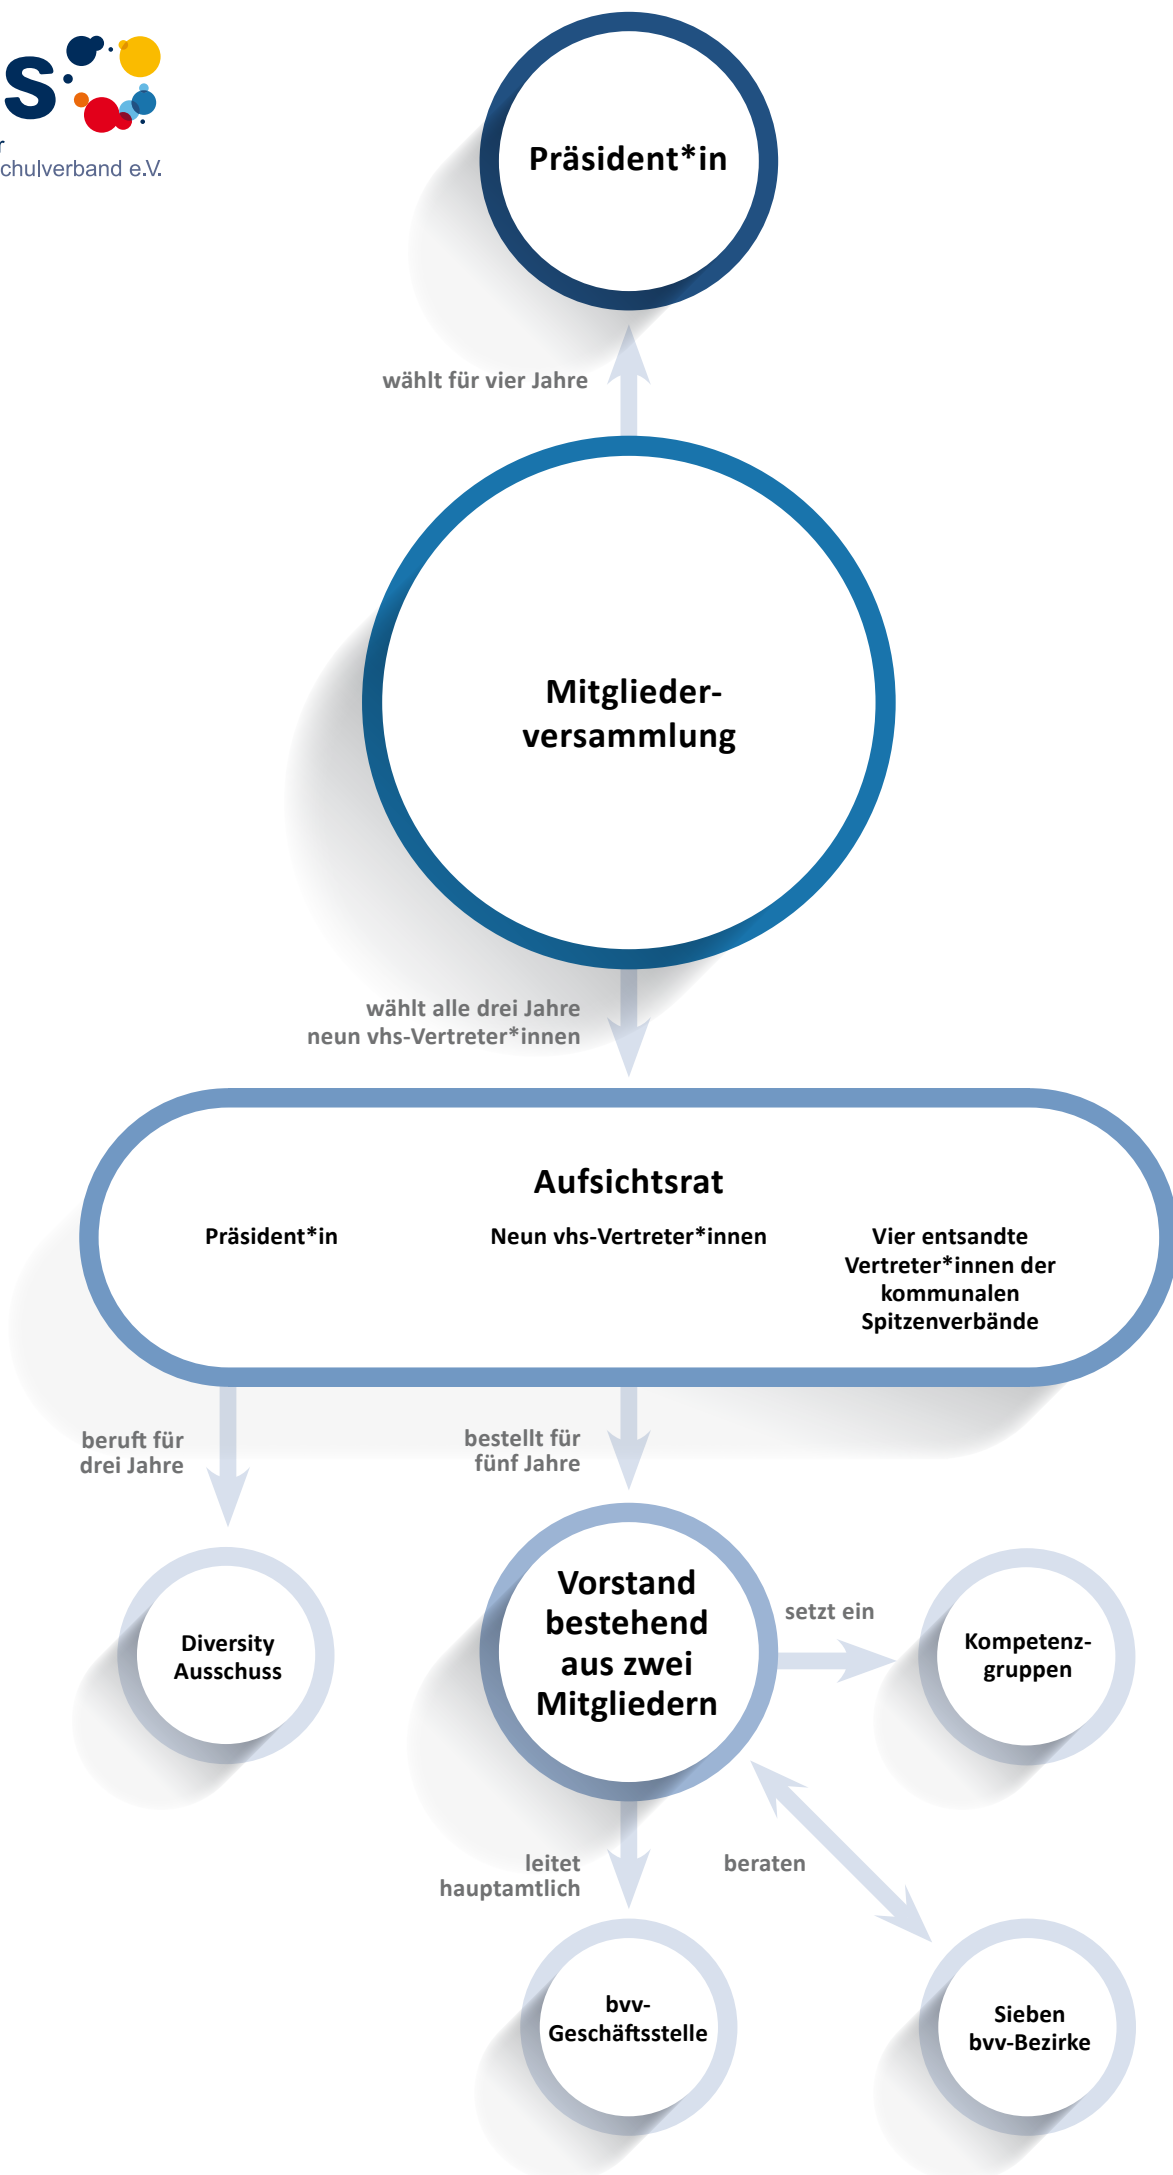 s
r
chulverband e.V.
Präsident*in
wählt für vier Jahre
Mitglieder-
versammlung
wählt alle drei Jahre
neun vhs-Vertreter*innen
Aufsichtsrat
Präsident*in
Neun vhs-Vertreter*innen
Vier entsandte
Vertreter*innen der
kommunalen
Spitzenverbände
beruft für
drei Jahre
bestellt für
fünf Jahre
Diversity
Ausschuss
Vorstand
bestehend
aus zwei
Mitgliedern
setzt ein
Kompetenz-
gruppen
leitet
hauptamtlich
beraten
bvv-
Geschäftsstelle
Sieben
bvv-Bezirke